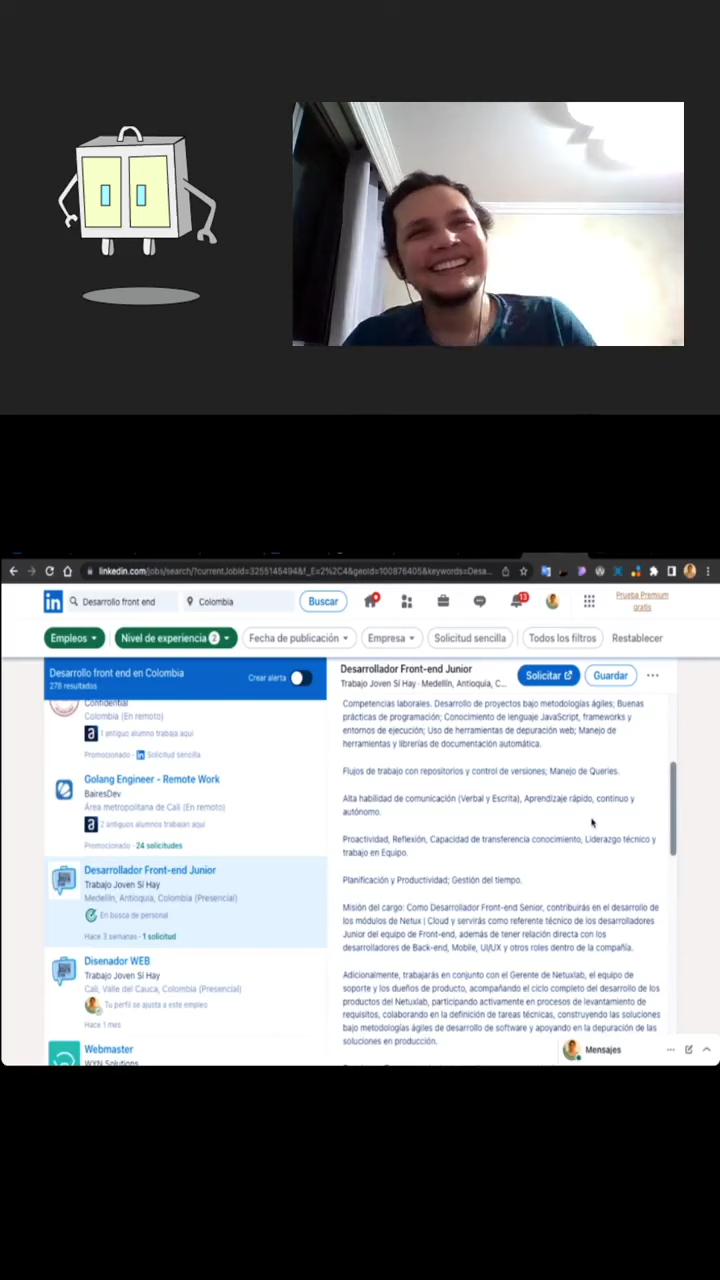 linkedin.com/jobs/search/?currentJobId=3255145494&f_E=2%2C4&geoId=100876405&keywords=Desa...
in
Desarrollo front end
Colombia
Buscar
13
Prueba Premium
gratis
Empleos
Nivel de experiencia 2
Fecha de publicación
Empresa
Solicitud sencilla
Todos los filtros
Restablecer
Desarrollo front end en Colombia
278 resultados
Crear alerta
Confidential
Colombia (En remoto)
1 antiguo alumno trabaja aquí
Promocionado · in Solicitud sencilla
Golang Engineer - Remote Work
BairesDev
Área metropolitana de Cali (En remoto)
2 antiguos alumnos trabajan aquí
Promocionado · 24 solicitudes
Desarrollador Front-end Junior
Trabajo Joven Sí Hay
Medellín, Antioquia, Colombia (Presencial)
En busca de personal
Hace 3 semanas · 1 solicitud
Disenador WEB
Trabajo Joven Sí Hay
Cali, Valle del Cauca, Colombia (Presencial)
Tu perfil se ajusta a este empleo
Hace 1 mes
Webmaster
WYN Solutions
Desarrollador Front-end Junior
Trabajo Joven Sí Hay · Medellín, Antioquia, C...
Solicitar
Guardar
Competencias laborales. Desarrollo de proyectos bajo metodologías ágiles; Buenas
prácticas de programación; Conocimiento de lenguaje JavaScript, frameworks y
entornos de ejecución; Uso de herramientas de depuración web; Manejo de
herramientas y librerías de documentación automática.
Flujos de trabajo con repositorios y control de versiones; Manejo de Queries.
Alta habilidad de comunicación (Verbal y Escrita), Aprendizaje rápido, continuo y
autónomo.
Proactividad, Reflexión, Capacidad de transferencia conocimiento, Liderazgo técnico y
trabajo en Equipo.
Planificación y Productividad; Gestión del tiempo.
Misión del cargo: Como Desarrollador Front-end Senior, contribuirás en el desarrollo de
los módulos de Netux | Cloud y servirás como referente técnico de los desarrolladores
Junior del equipo de Front-end, además de tener relación directa con los
desarrolladores de Back-end, Mobile, UI/UX y otros roles dentro de la compañía.
Adicionalmente, trabajarás en conjunto con el Gerente de Netuxlab, el equipo de
soporte y los dueños de producto, acompañando el ciclo completo del desarrollo de los
productos del Netuxlab, participando activamente en procesos de levantamiento de
requisitos, colaborando en la definición de tareas técnicas, construyendo las soluciones
bajo metodologías ágiles de desarrollo de software y apoyando en la depuración de las
soluciones en producción.
Mensajes